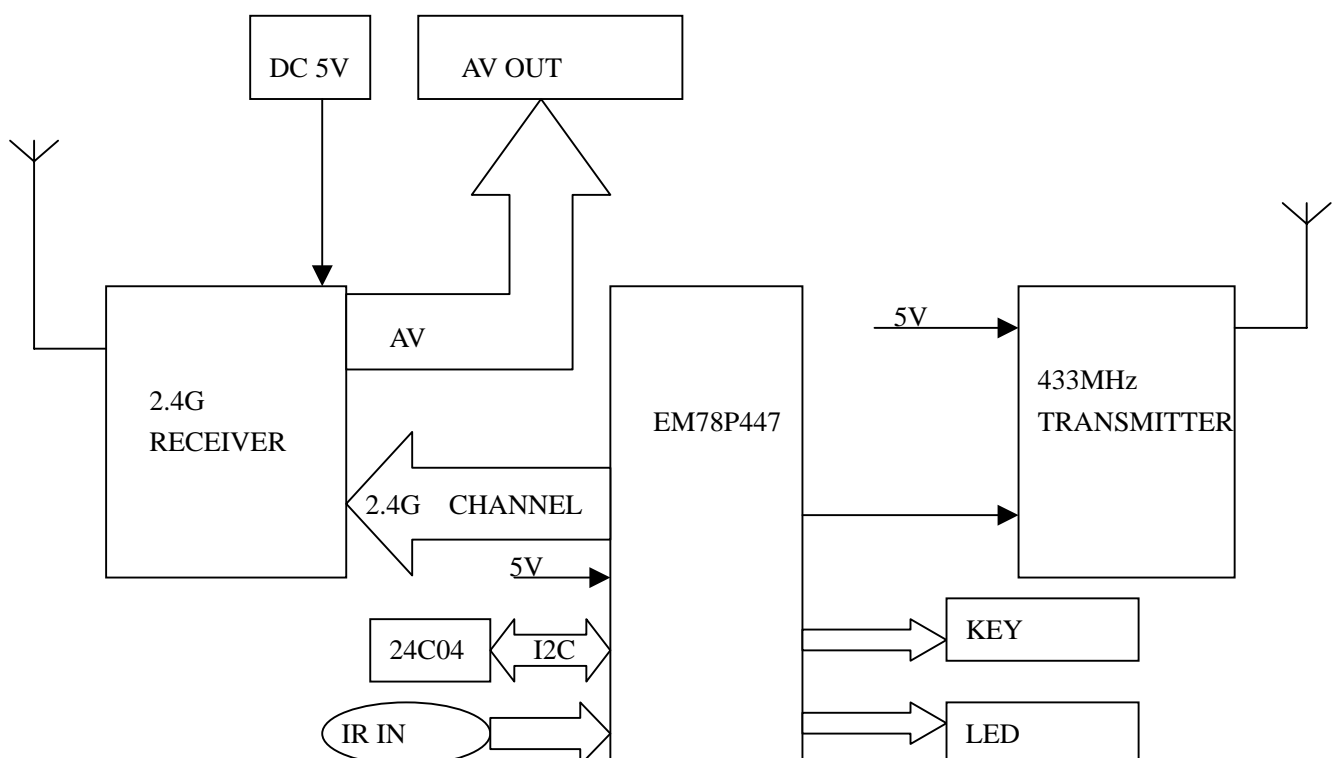 DC 5V
AV OUT
AV
5V
2.4G
RECEIVER
EM78P447
433MHz
TRANSMITTER
2.4G CHANNEL
5V
24C04
I2C
KEY
IR IN
LED